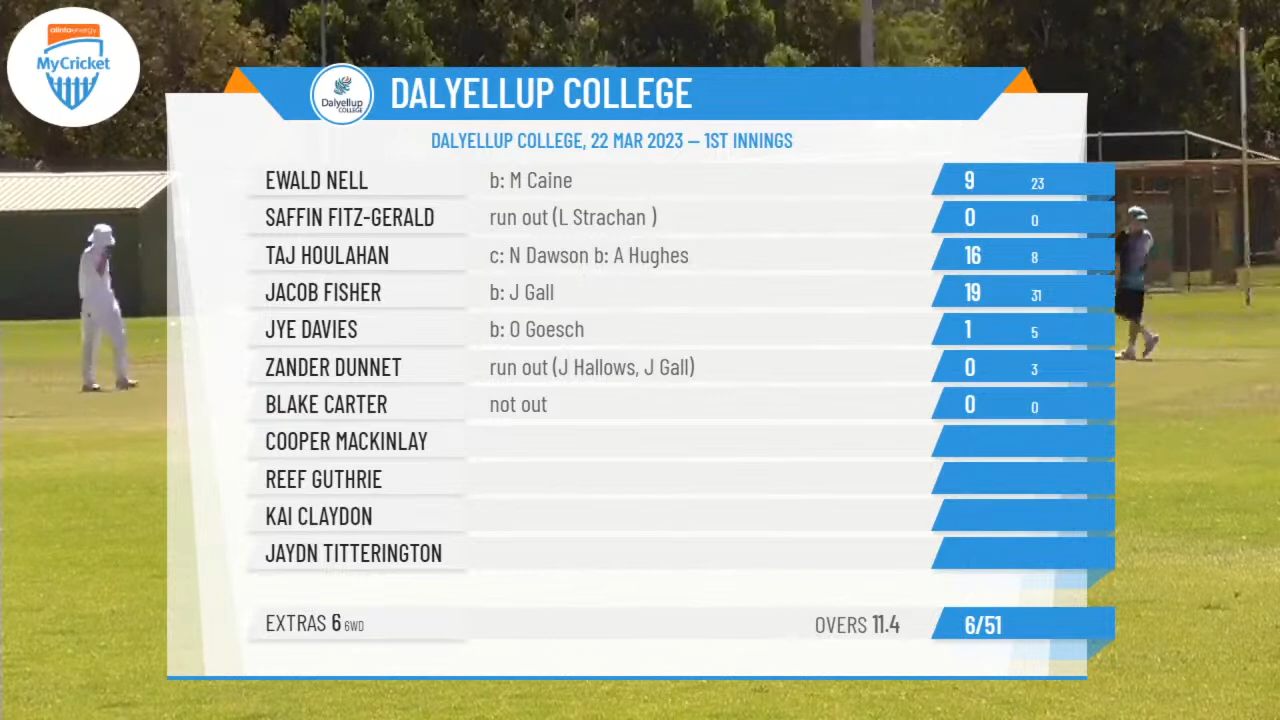 alintaenergy
MyCricket
Dalyellup
COLLEGE
DALYELLUP COLLEGE
DALYELLUP COLLEGE, 22 MAR 2023 – 1ST INNINGS
EWALD NELL b: M Caine 9 23
SAFFIN FITZ-GERALD run out (L Strachan ) 0 0
TAJ HOULAHAN c: N Dawson b: A Hughes 16 8
JACOB FISHER b: J Gall 19 31
JYE DAVIES b: O Goesch 1 5
ZANDER DUNNET run out (J Hallows, J Gall) 0 3
BLAKE CARTER not out 0 0
COOPER MACKINLAY
REEF GUTHRIE
KAI CLAYDON
JAYDN TITTERINGTON
EXTRAS 6 6WD OVERS 11.4 6/51